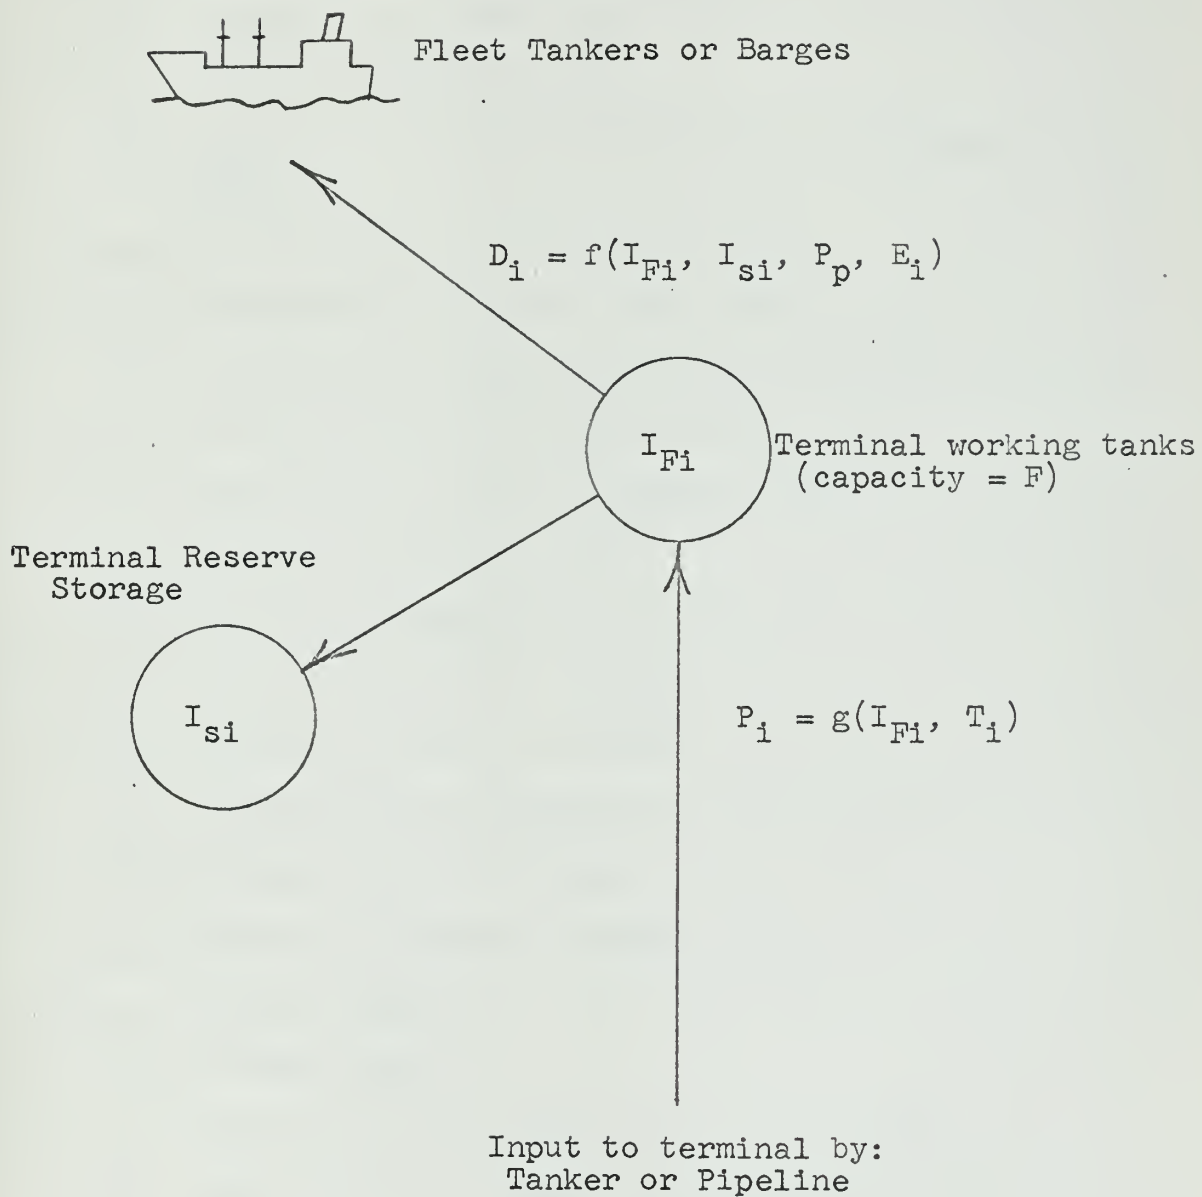 Fleet Tankers or Barges
D_i = f(I_Fi, I_si, P_p, E_i)
I_Fi
Terminal working tanks
(capacity = F)
Terminal Reserve
Storage
I_si
P_i = g(I_Fi, T_i)
Input to terminal by:
Tanker or Pipeline